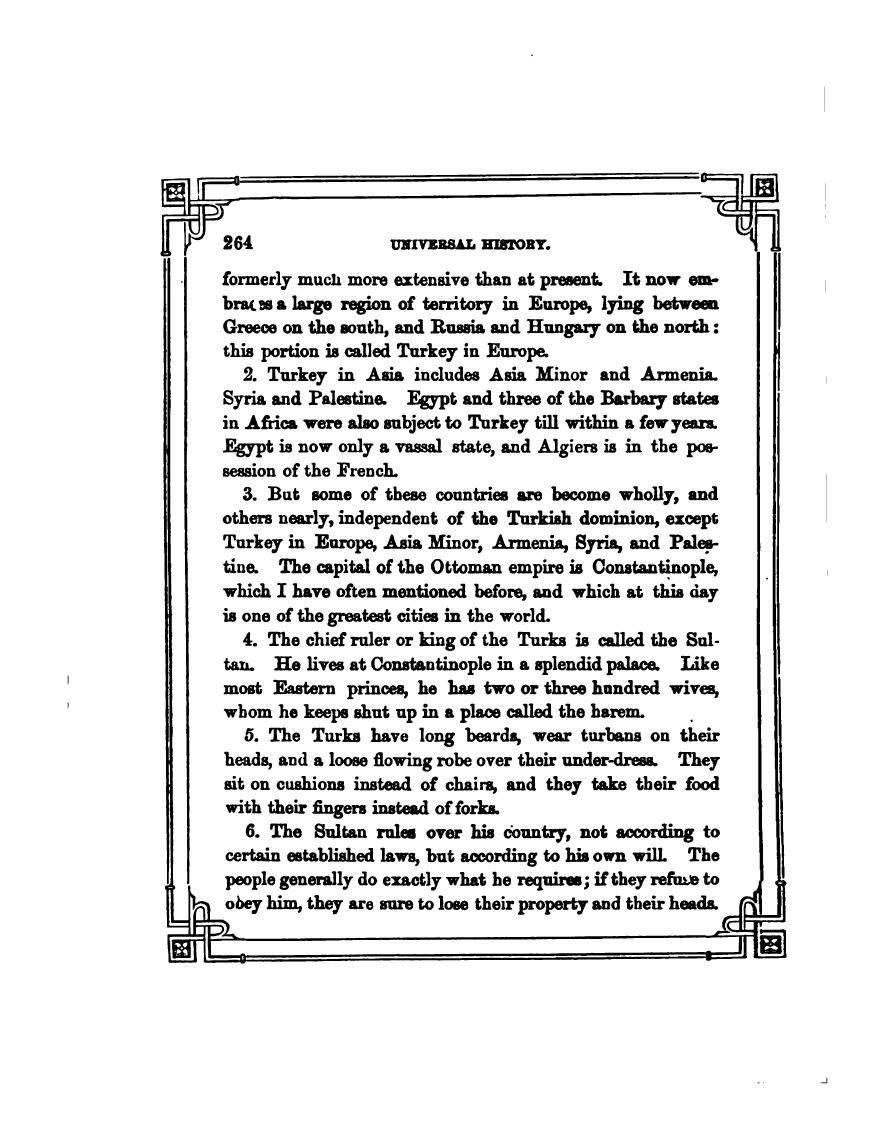 264 UNIVERSAL HISTORY.
formerly much more extensive than at present. It now em-
braces a large region of territory in Europe, lying between
Greece on the south, and Russia and Hungary on the north :
this portion is called Turkey in Europe.
2. Turkey in Asia includes Asia Minor and Armenia.
Syria and Palestine. Egypt and three of the Barbary states
in Africa were also subject to Turkey till within a few years.
Egypt is now only a vassal state, and Algiers is in the pos-
session of the French.
3. But some of these countries are become wholly, and
others nearly, independent of the Turkish dominion, except
Turkey in Europe, Asia Minor, Armenia, Syria, and Pales-
tine. The capital of the Ottoman empire is Constantinople,
which I have often mentioned before, and which at this day
is one of the greatest cities in the world.
4. The chief ruler or king of the Turks is called the Sul-
tan. He lives at Constantinople in a splendid palace. Like
most Eastern princes, he has two or three hundred wives,
whom he keeps shut up in a place called the harem.
5. The Turks have long beards, wear turbans on their
heads, and a loose flowing robe over their under-dress. They
sit on cushions instead of chairs, and they take their food
with their fingers instead of forks.
6. The Sultan rules over his country, not according to
certain established laws, but according to his own will. The
people generally do exactly what he requires ; if they refuse to
obey him, they are sure to lose their property and their heads.